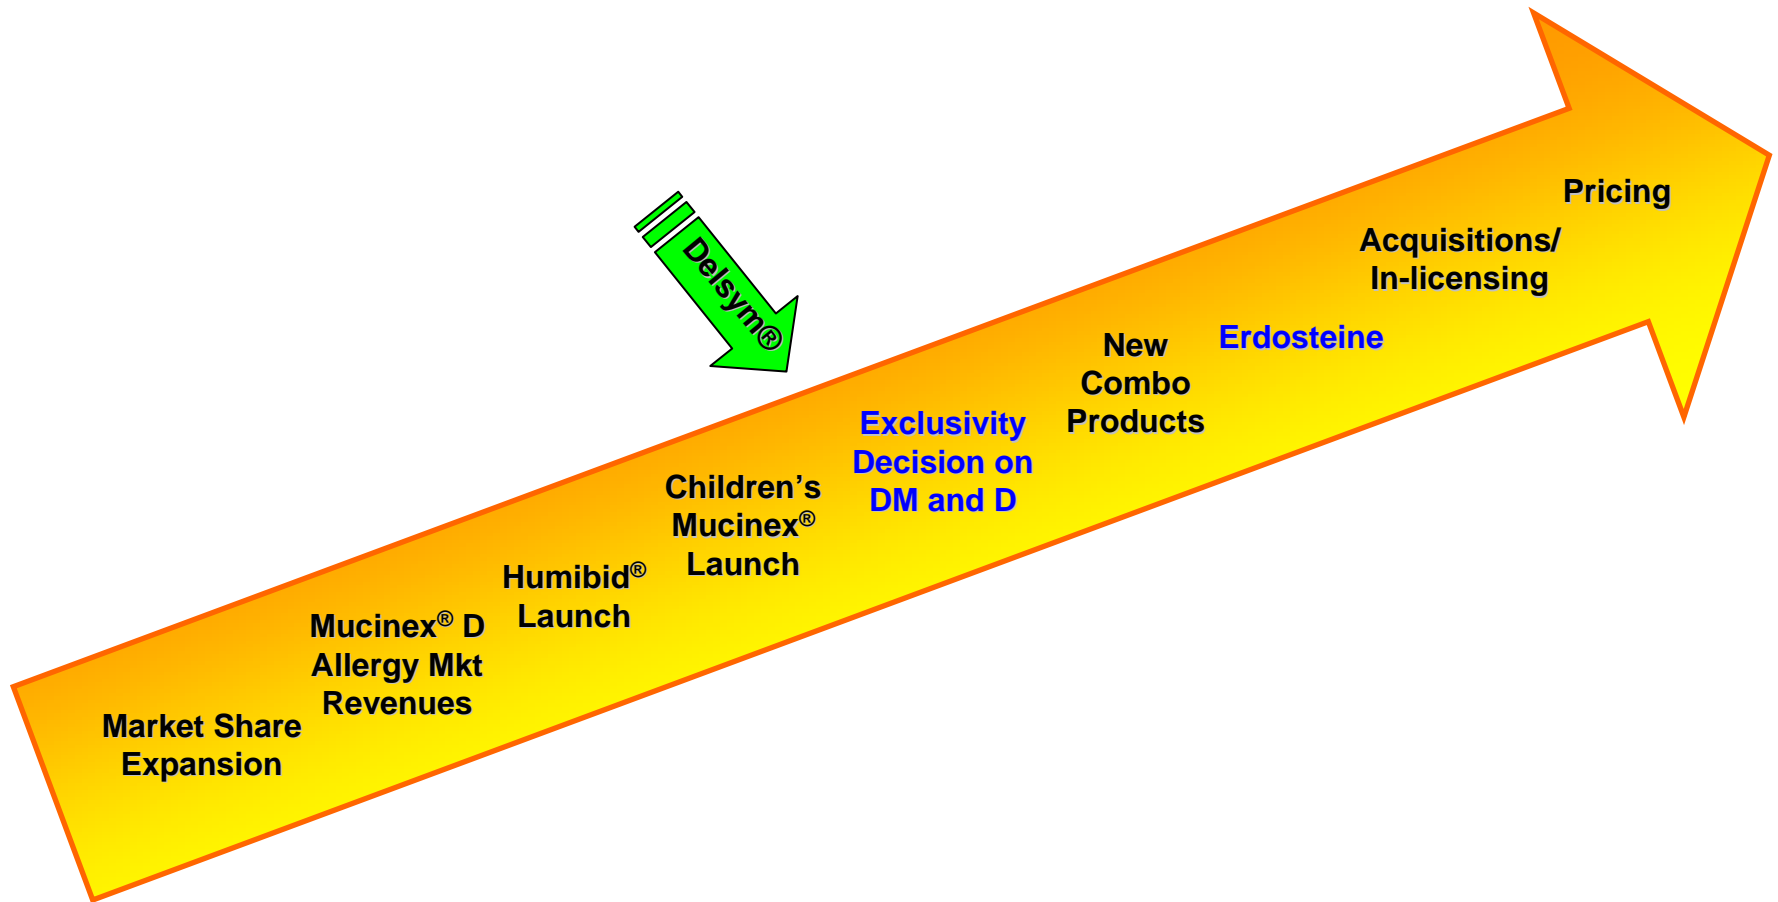 Market Share
Expansion
Mucinex® D
Allergy Mkt
Revenues
Humibid®
Launch
Children’s
Mucinex®
Launch
Delsym®
Exclusivity
Decision on
DM and D
New
Combo
Products
Erdosteine
Acquisitions/
In-licensing
Pricing